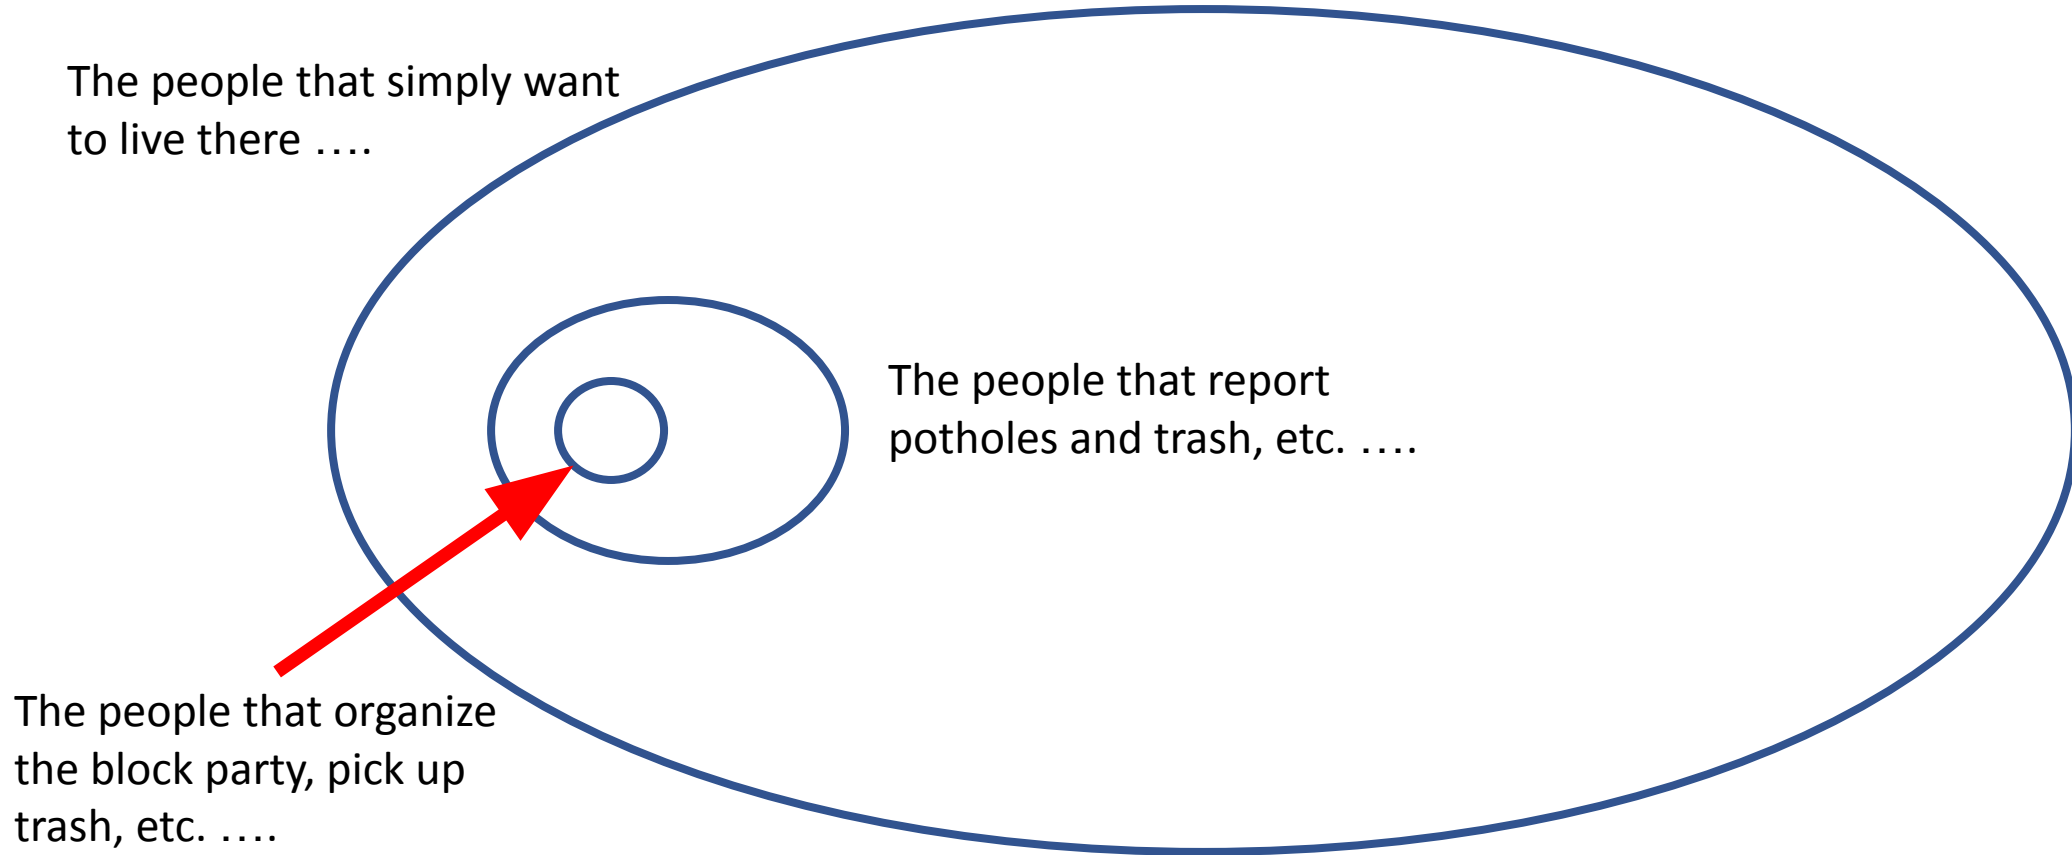 The people that simply want
to live there ….
The people that report
potholes and trash, etc. ….
The people that organize
the block party, pick up
trash, etc. ….